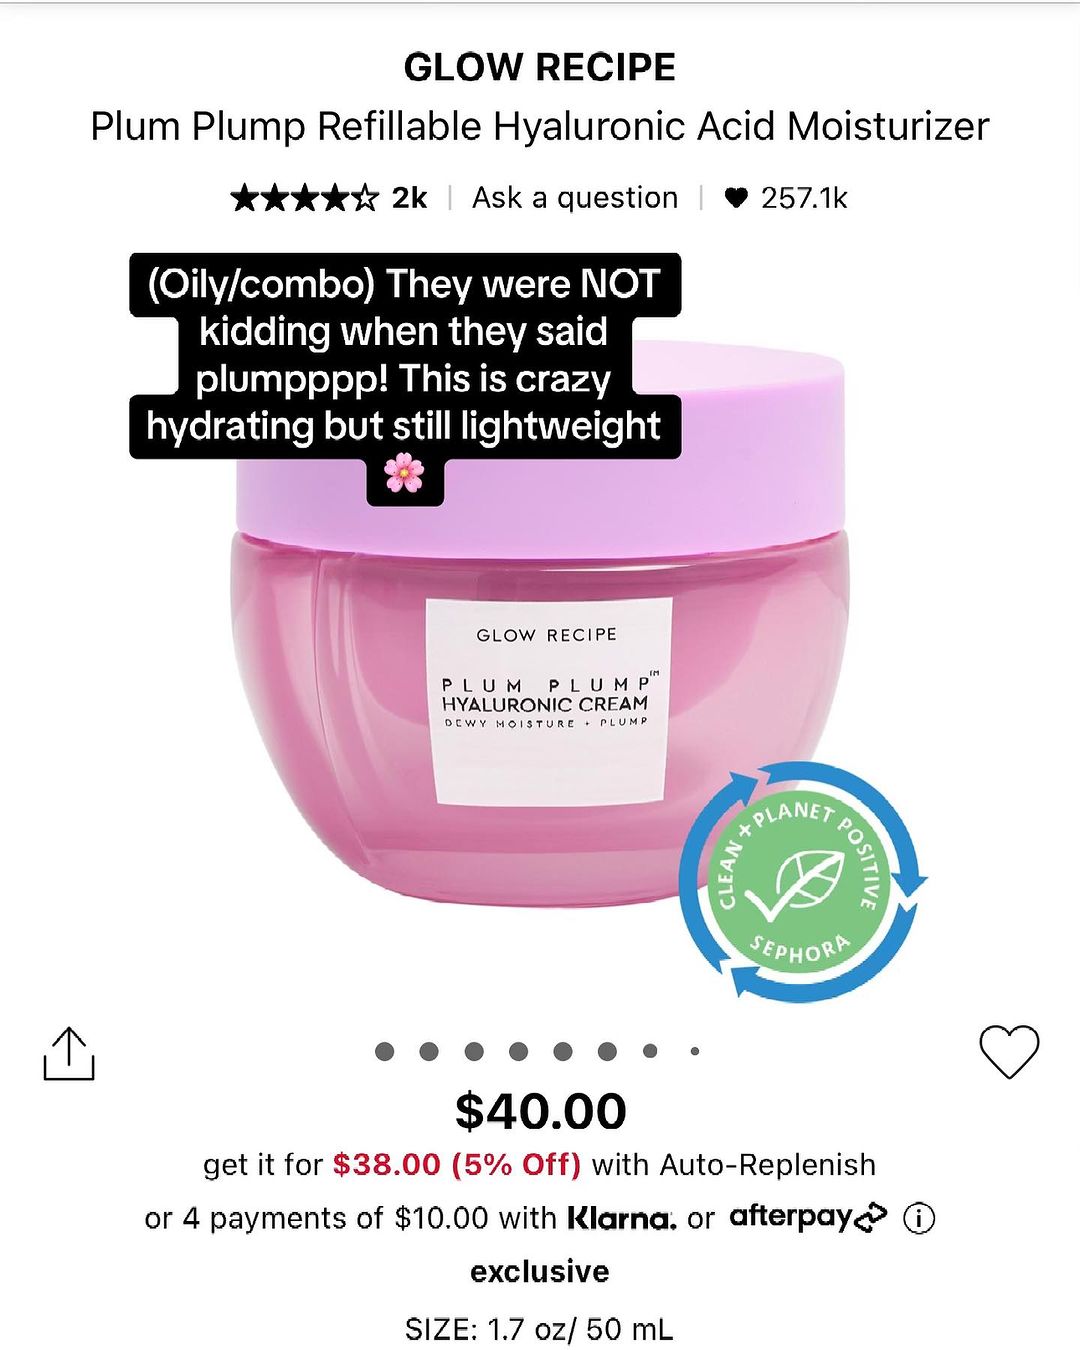 GLOW RECIPE
Plum Plump Refillable Hyaluronic Acid Moisturizer
★★★★☆ 2k | Ask a question | ♥ 257.1k
(Oily/combo) They were NOT
kidding when they said
plumpppp! This is crazy
hydrating but still lightweight
🌸
GLOW RECIPE
PLUM PLUMP™
HYALURONIC CREAM
DEWY MOISTURE + PLUMP
CLEAN + PLANET POSITIVE
SEPHORA
$40.00
get it for $38.00 (5% Off) with Auto-Replenish
or 4 payments of $10.00 with Klarna. or afterpay
exclusive
SIZE: 1.7 oz/ 50 mL